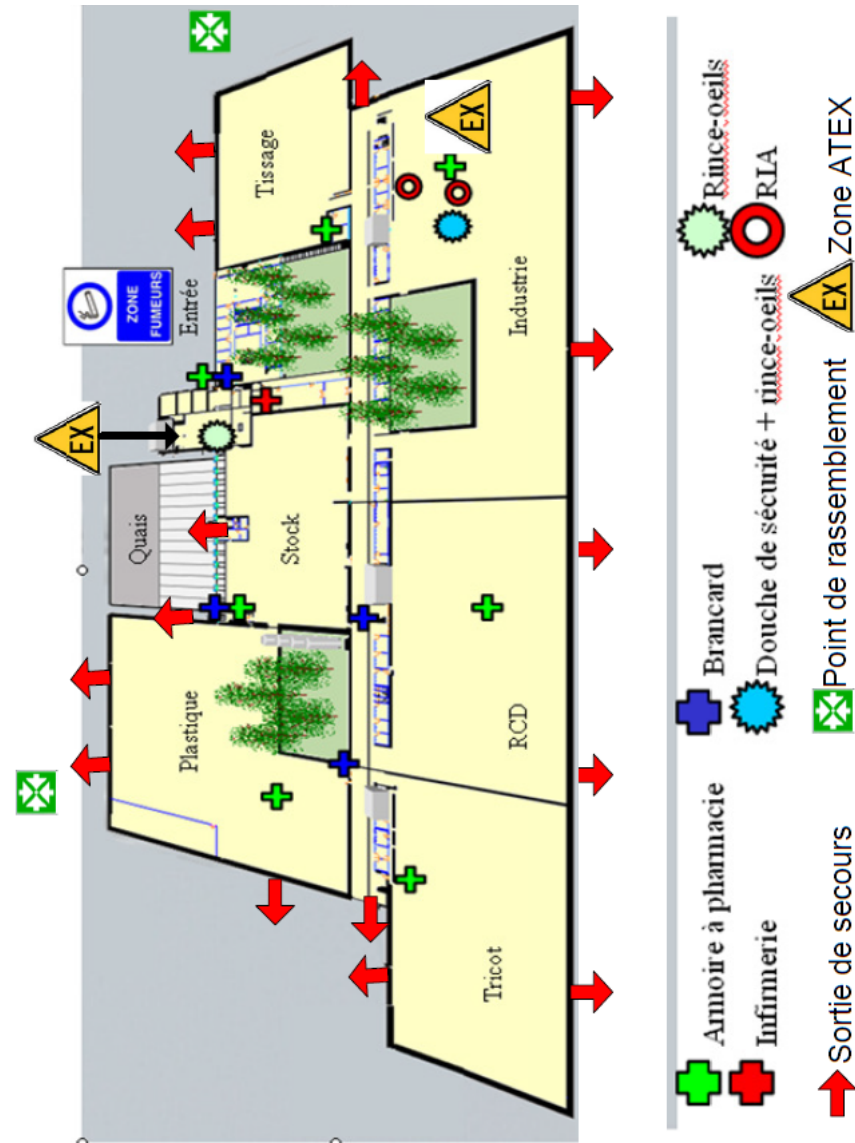 ZONE
FUMEURS
Entrée
EX
Quais
Tissage
Plastique
Stock
EX
Industrie
RCD
Tricot
Armoire à pharmacie
Brancard
Rince-oeils
Infirmerie
Douche de sécurité + rince-oeils
RIA
Sortie de secours
Point de rassemblement
EX
Zone ATEX